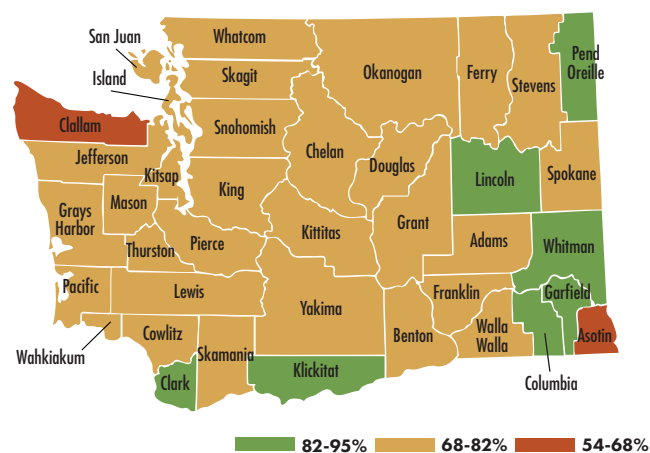 San Juan
Whatcom
Pend
Oreille
Island
Skagit
Okanogan
Ferry
Stevens
Clallam
Snohomish
Jefferson
Chelan
Douglas
Kitsap
King
Lincoln
Spokane
Mason
Grays
Harbor
Kittitas
Grant
Thurston
Pierce
Adams
Whitman
Pacific
Lewis
Yakima
Franklin
Garfield
Wahkiakum
Cowlitz
Skamania
Benton
Walla
Walla
Asotin
Clark
Klickitat
Columbia
82-95%
68-82%
54-68%